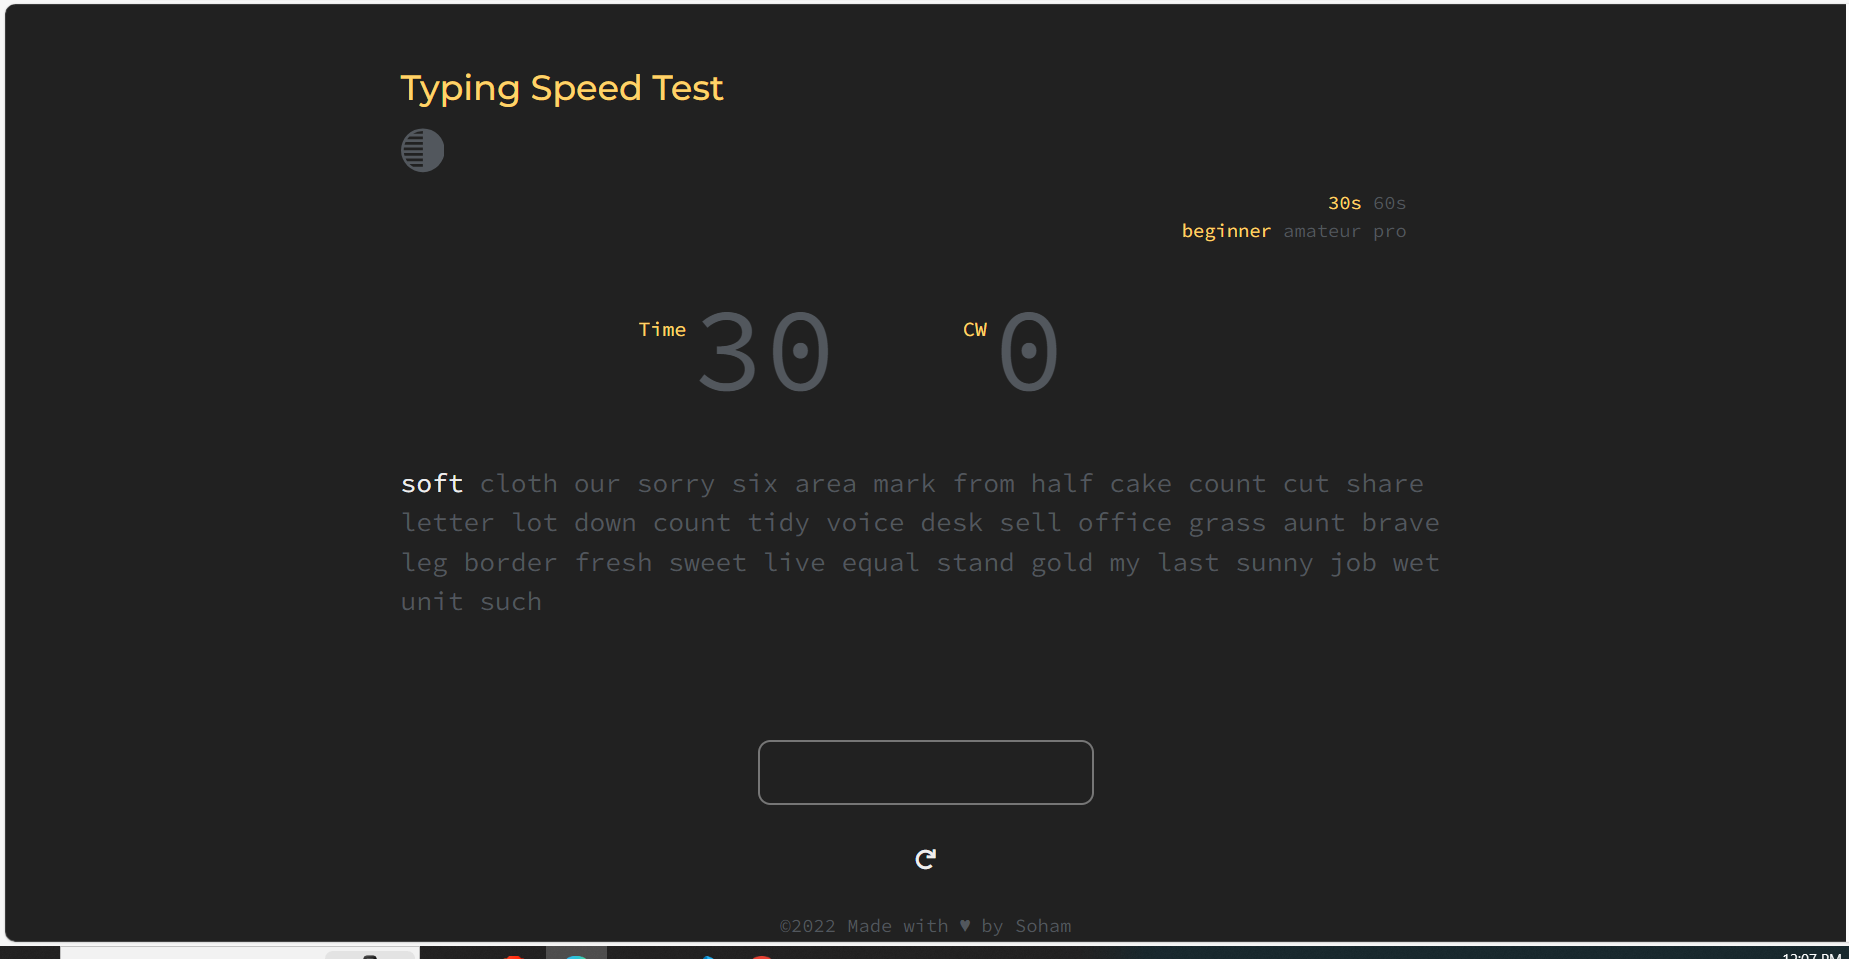 Typing Speed Test
30s 60s
beginner amateur pro
Time 30 CW 0
soft cloth our sorry six area mark from half cake count cut share
letter lot down count tidy voice desk sell office grass aunt brave
leg border fresh sweet live equal stand gold my last sunny job wet
unit such
©2022 Made with ♥ by Soham
12:07 PM